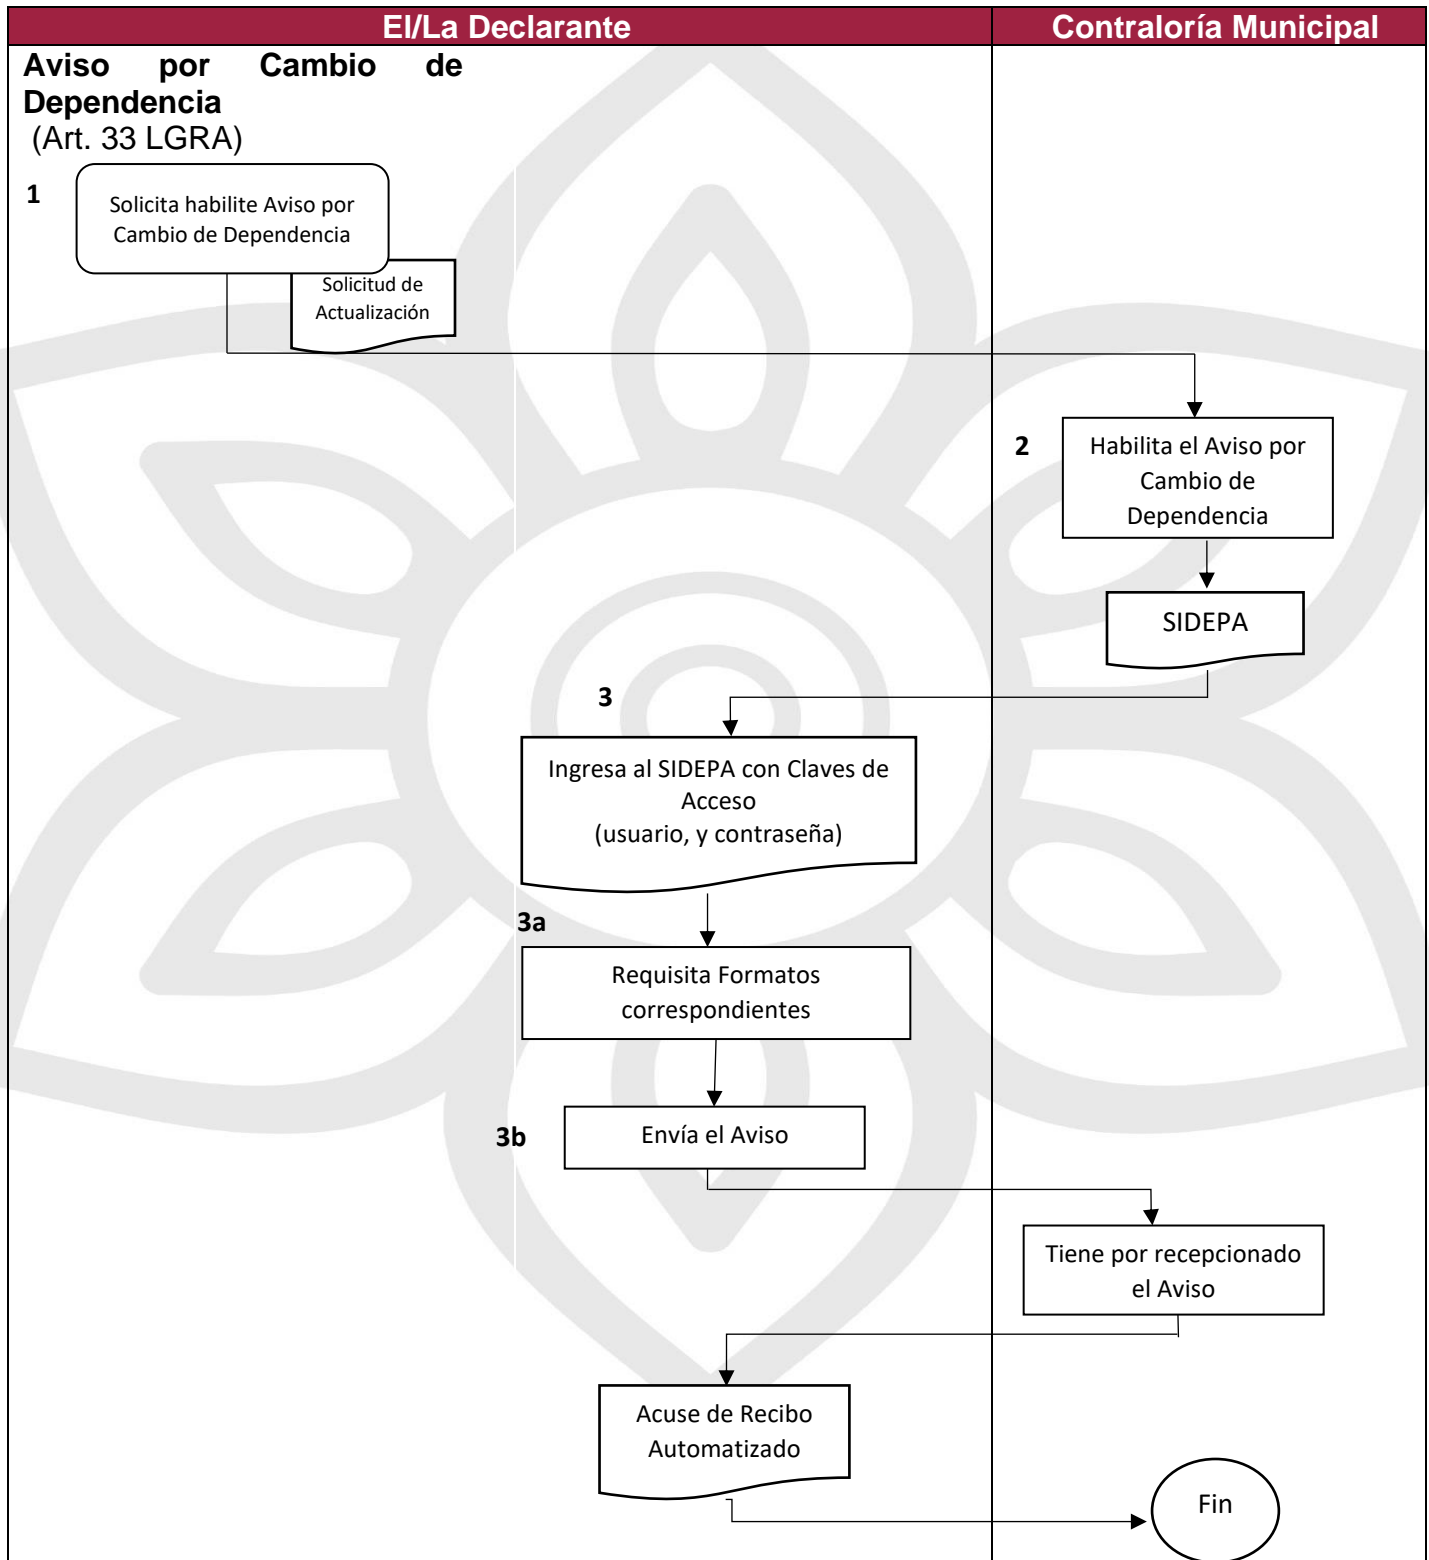 El/La Declarante
Contraloría Municipal
Aviso por Cambio de
Dependencia
(Art. 33 LGRA)
1
Solicita habilite Aviso por
Cambio de Dependencia
Solicitud de
Actualización
2
Habilita el Aviso por
Cambio de
Dependencia
SIDEPA
3
Ingresa al SIDEPA con Claves de
Acceso
(usuario, y contraseña)
3a
Requisita Formatos
correspondientes
3b
Envía el Aviso
Tiene por recepcionado
el Aviso
Acuse de Recibo
Automatizado
Fin